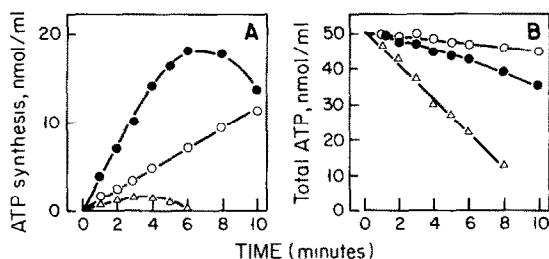 A
ATP synthesis, nmol/ml
20
10
0
0 2 4 6 8 10
B
Total ATP, nmol/ml
50
40
30
20
10
0
0 2 4 6 8 10
TIME (minutes)